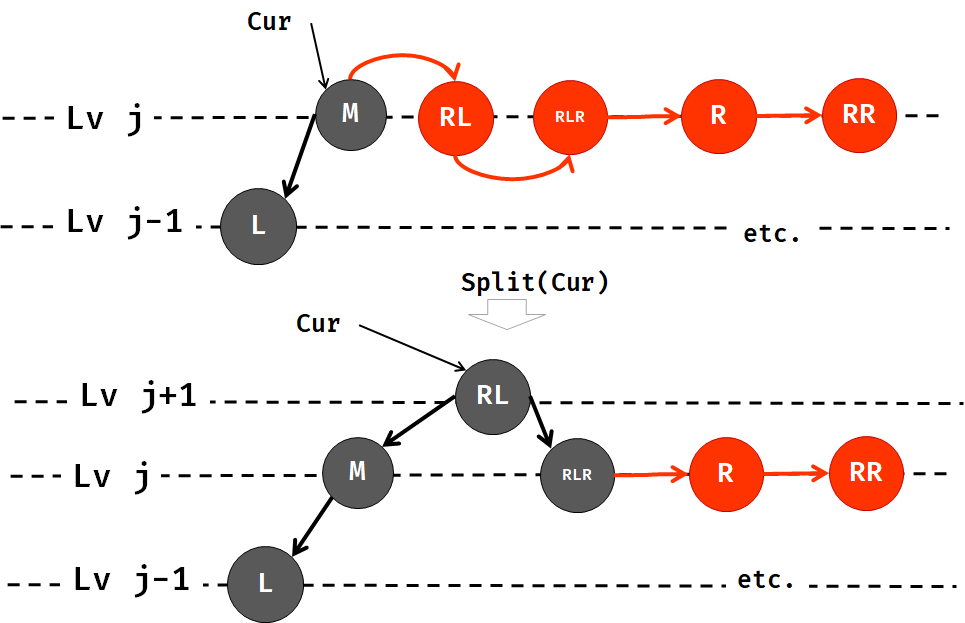 Cur
Lv j
M
RL
RLR
R
RR
Lv j-1
L
etc.
Split(Cur)
Cur
Lv j+1
RL
Lv j
M
RLR
R
RR
Lv j-1
L
etc.